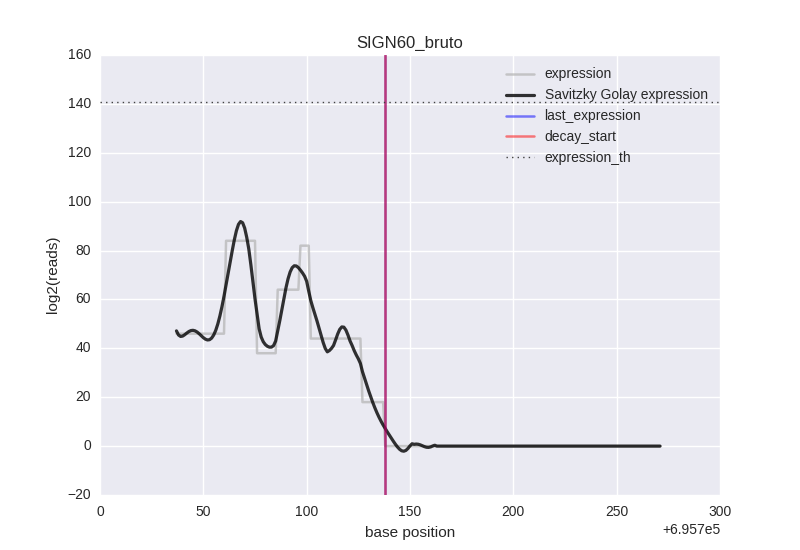 SIGN60_bruto
160
140
120
100
80
60
40
20
0
−20
log2(reads)
expression
Savitzky Golay expression
last_expression
decay_start
expression_th
0 50 100 150 200 250 300
base position
+6.957e5